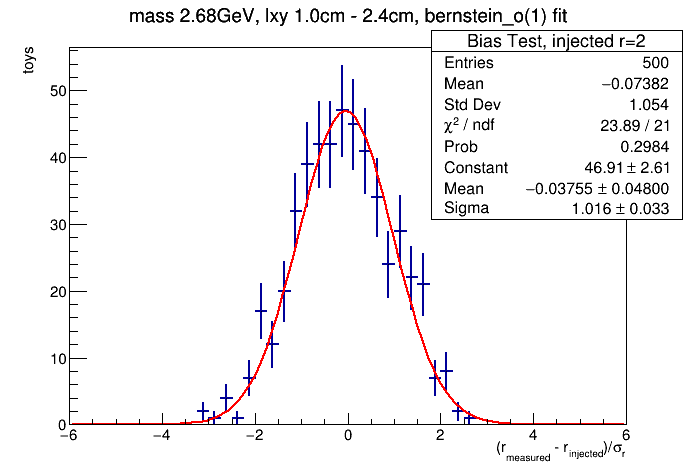 mass 2.68GeV, lxy 1.0cm - 2.4cm, bernstein_o(1) fit
Bias Test, injected r=2
Entries 500
Mean −0.07382
Std Dev 1.054
χ² / ndf 23.89 / 21
Prob 0.2984
Constant 46.91 ± 2.61
Mean −0.03755 ± 0.04800
Sigma 1.016 ± 0.033
toys
50
40
30
20
10
0
−6 −4 −2 0 2 4 6
(r_measured - r_injected)/σ_r